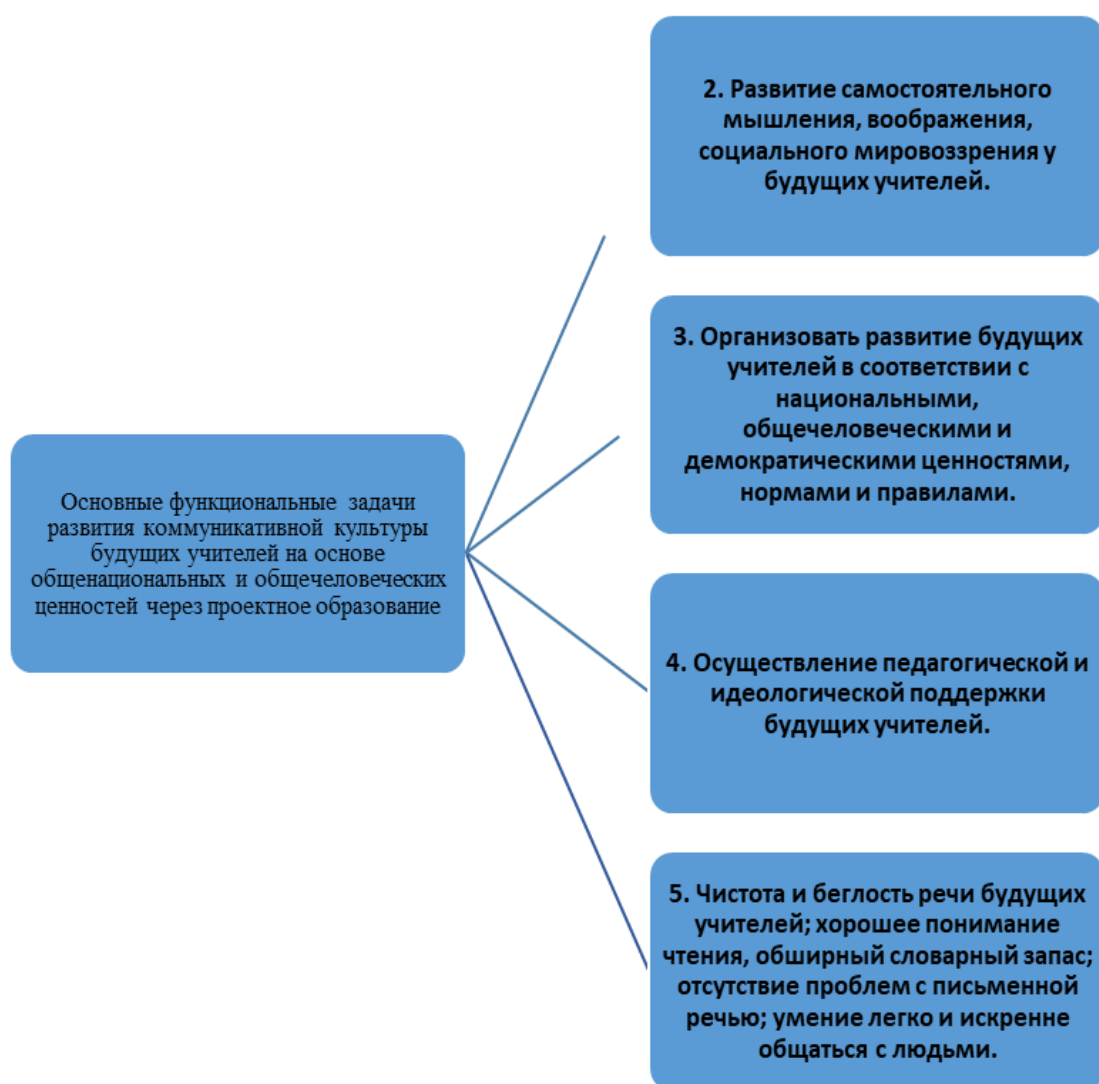 Основные функциональные задачи
развития коммуникативной культуры
будущих учителей на основе
общенациональных и общечеловеческих
ценностей через проектное образование
2. Развитие самостоятельного
мышления, воображения,
социального мировоззрения у
будущих учителей.
3. Организовать развитие будущих
учителей в соответствии с
национальными,
общечеловеческими и
демократическими ценностями,
нормами и правилами.
4. Осуществление педагогической и
идеологической поддержки
будущих учителей.
5. Чистота и беглость речи будущих
учителей; хорошее понимание
чтения, обширный словарный запас;
отсутствие проблем с письменной
речью; умение легко и искренне
общаться с людьми.